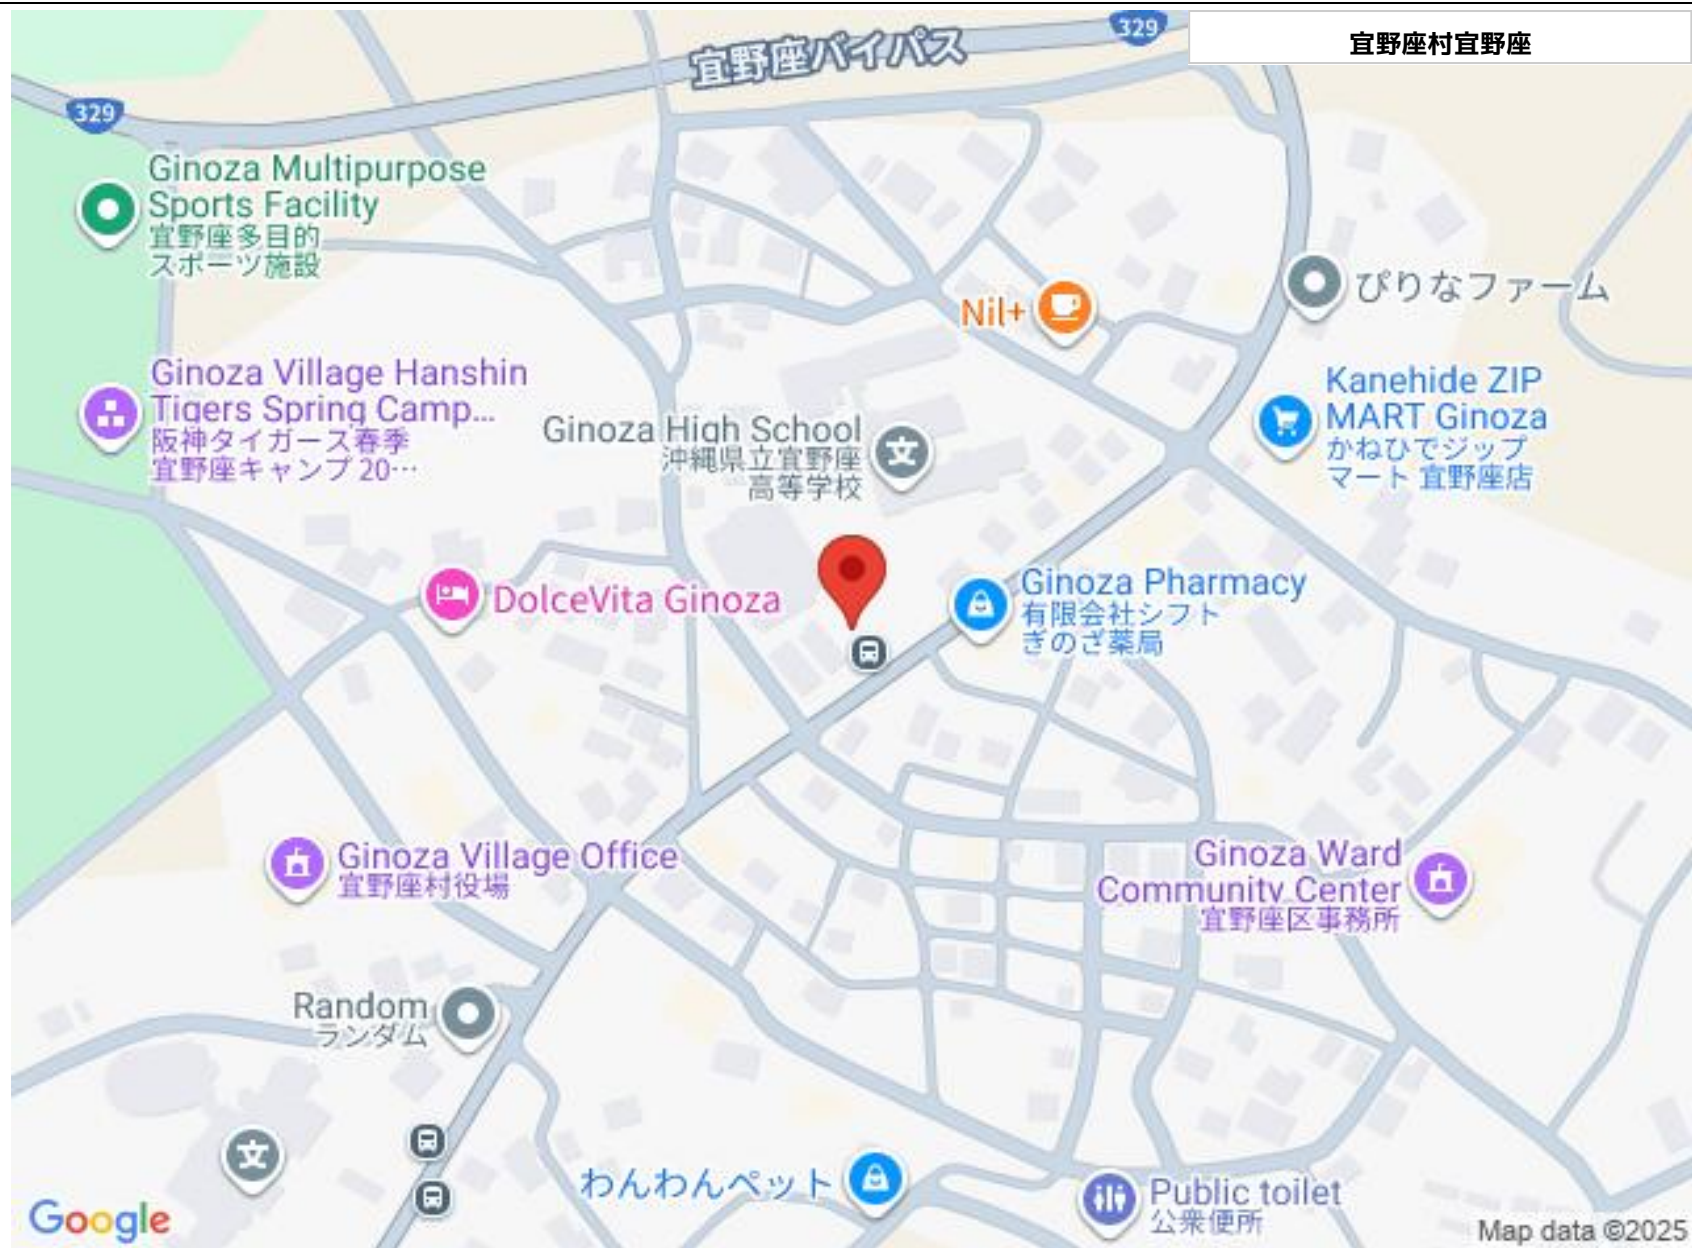 宜野座村宜野座
329
宜野座バイパス
329
Ginoza Multipurpose
Sports Facility
宜野座多目的
スポーツ施設
Nil+
ぴりなファーム
Ginoza Village Hanshin
Tigers Spring Camp...
阪神タイガース春季
宜野座キャンプ 20…
Ginoza High School
沖縄県立宜野座
高等学校
文
Kanehide ZIP
MART Ginoza
かねひでジップ
マート 宜野座店
DolceVita Ginoza
Ginoza Pharmacy
有限会社シフト
ぎのざ薬局
Ginoza Village Office
宜野座村役場
Ginoza Ward
Community Center
宜野座区事務所
Random
ランダム
文
わんわんペット
Public toilet
公衆便所
Google
Map data ©2025